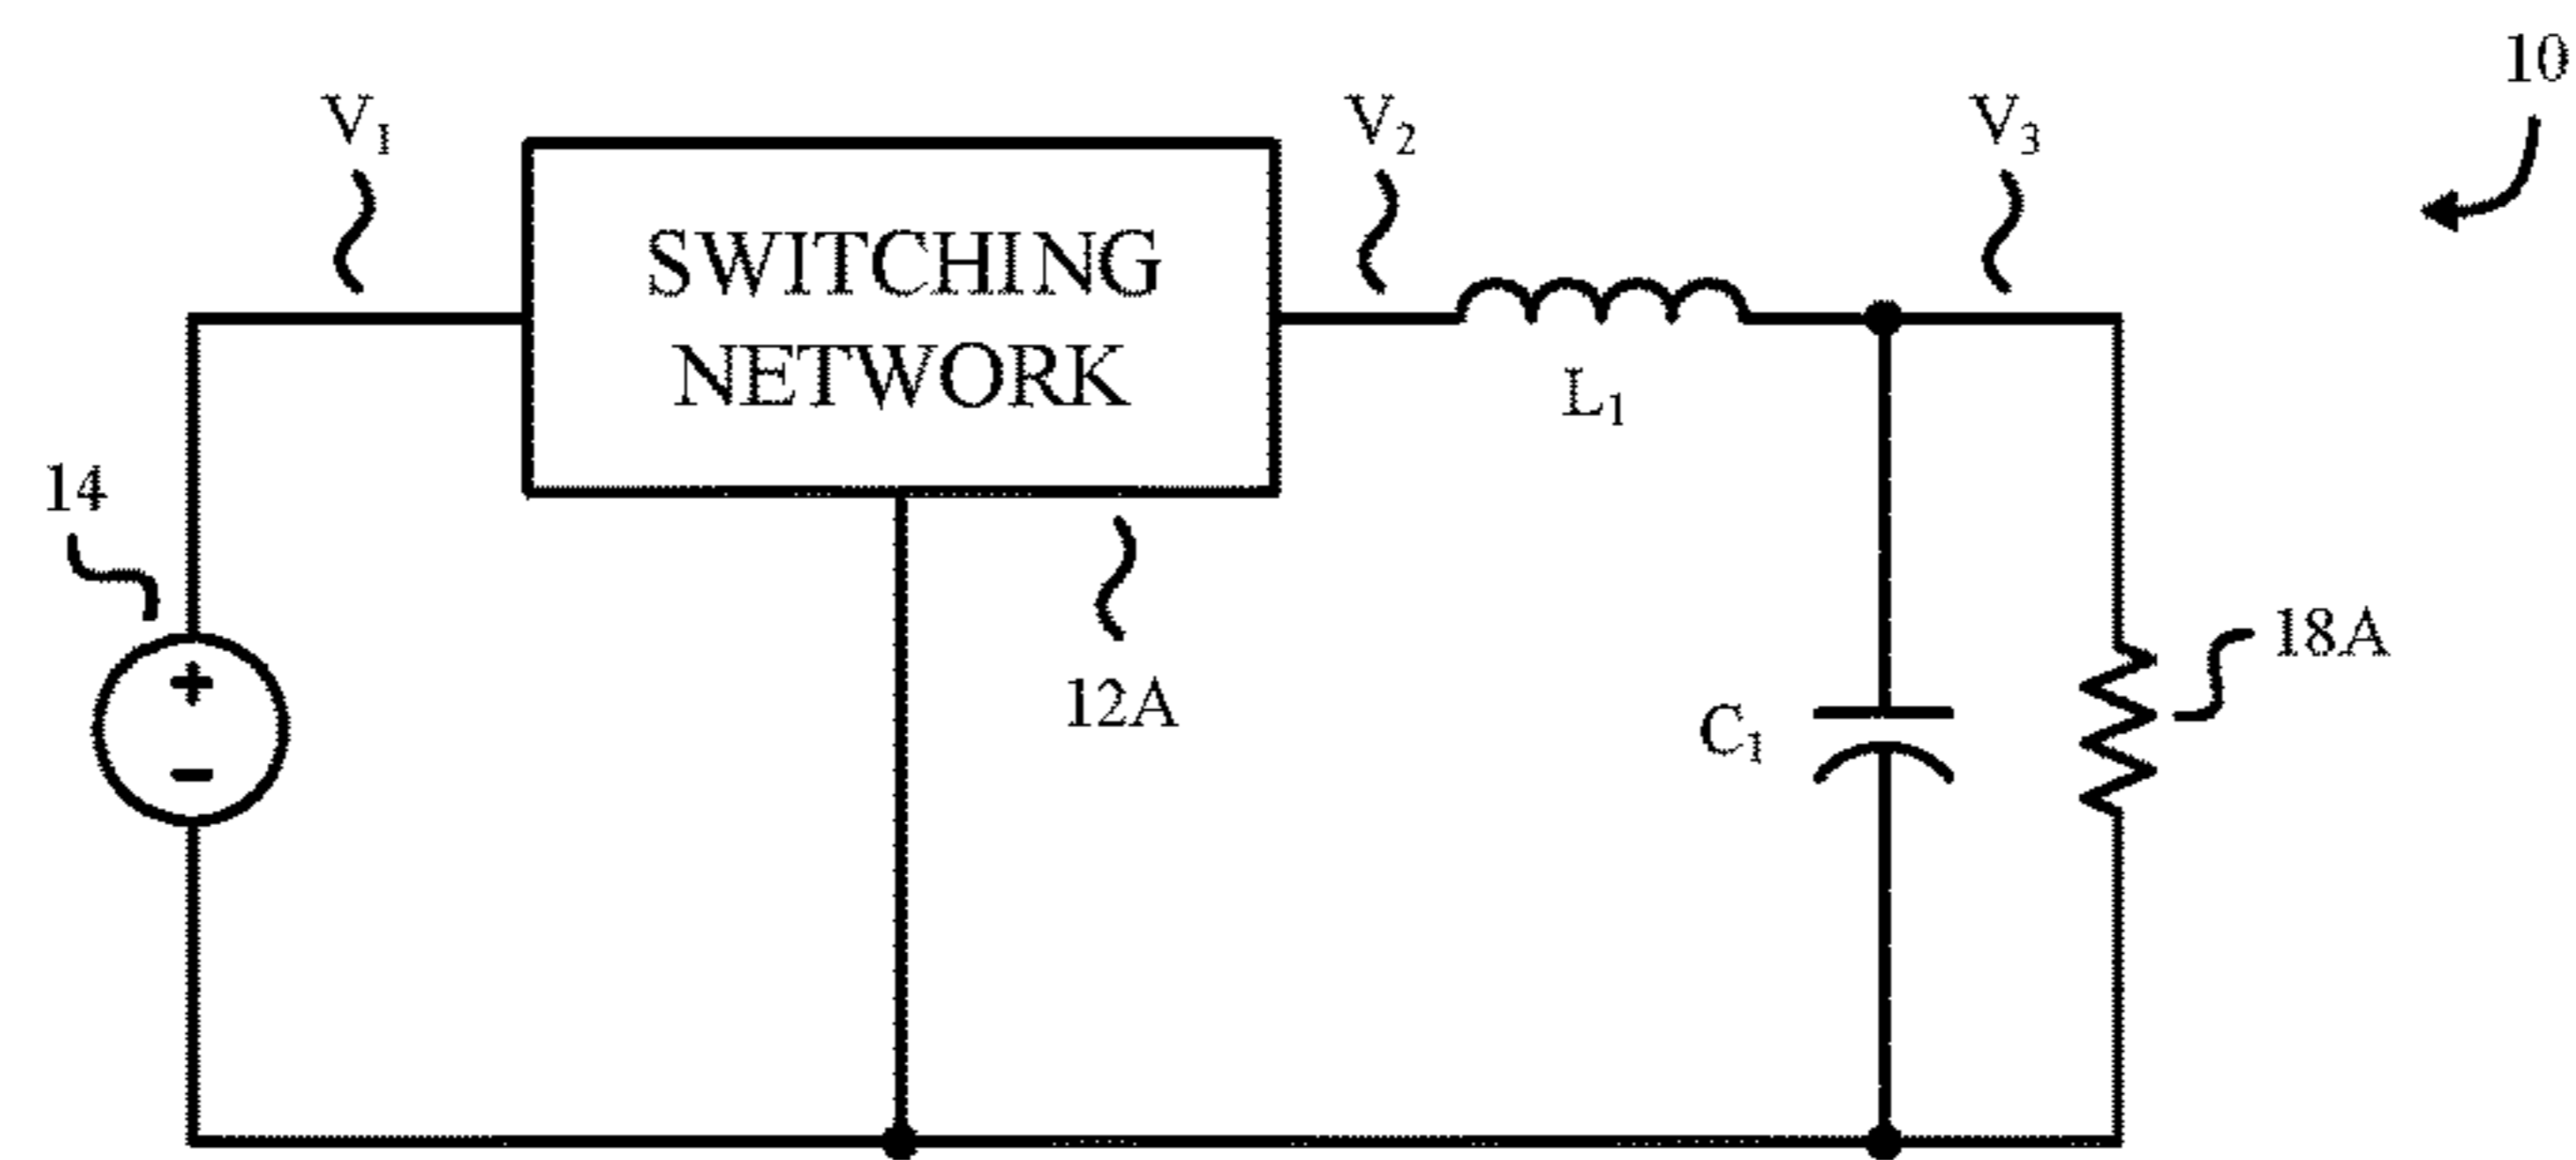 10
V₁
V₂
V₃
SWITCHING
NETWORK
L₁
14
12A
C₁
18A
+
−